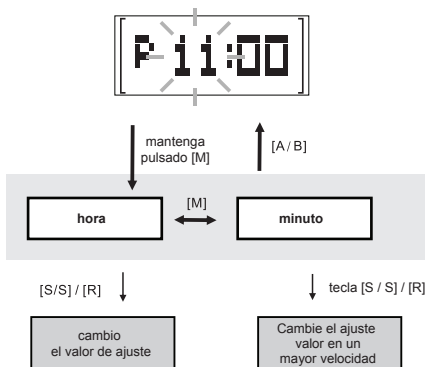 P 11:00
mantenga
pulsado [M]
[A/B]
hora
[M]
minuto
[S/S] / [R]
tecla [S / S] / [R]
cambio
el valor de ajuste
Cambie el ajuste
valor en un
mayor velocidad